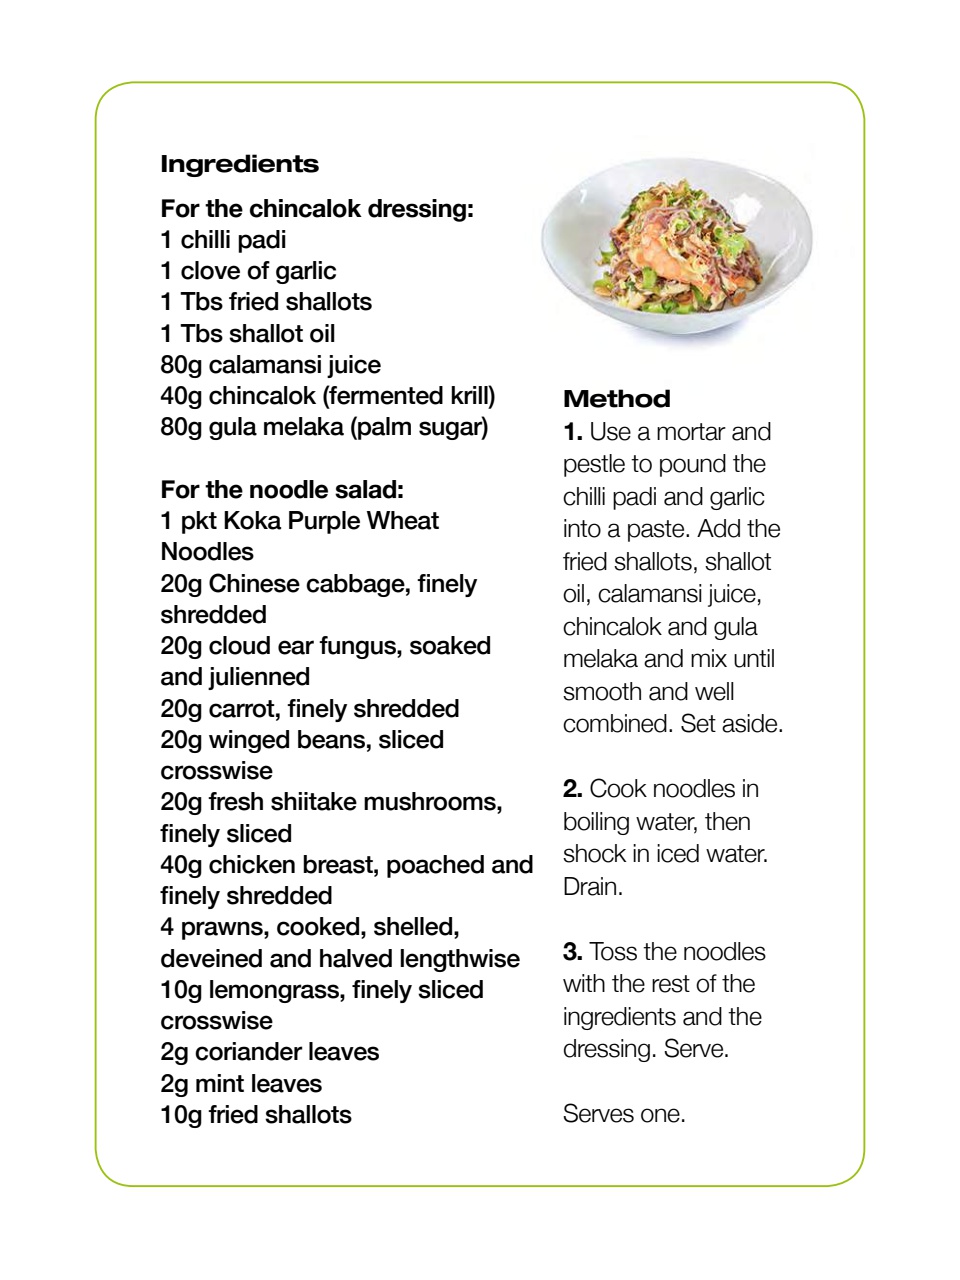 Ingredients
For the chincalok dressing:
1 chilli padi
1 clove of garlic
1 Tbs fried shallots
1 Tbs shallot oil
80g calamansi juice
40g chincalok (fermented krill)
80g gula melaka (palm sugar)
For the noodle salad:
1 pkt Koka Purple Wheat
Noodles
20g Chinese cabbage, finely
shredded
20g cloud ear fungus, soaked
and julienned
20g carrot, finely shredded
20g winged beans, sliced
crosswise
20g fresh shiitake mushrooms,
finely sliced
40g chicken breast, poached and
finely shredded
4 prawns, cooked, shelled,
deveined and halved lengthwise
10g lemongrass, finely sliced
crosswise
2g coriander leaves
2g mint leaves
10g fried shallots
Method
1. Use a mortar and
pestle to pound the
chilli padi and garlic
into a paste. Add the
fried shallots, shallot
oil, calamansi juice,
chincalok and gula
melaka and mix until
smooth and well
combined. Set aside.
2. Cook noodles in
boiling water, then
shock in iced water.
Drain.
3. Toss the noodles
with the rest of the
ingredients and the
dressing. Serve.
Serves one.